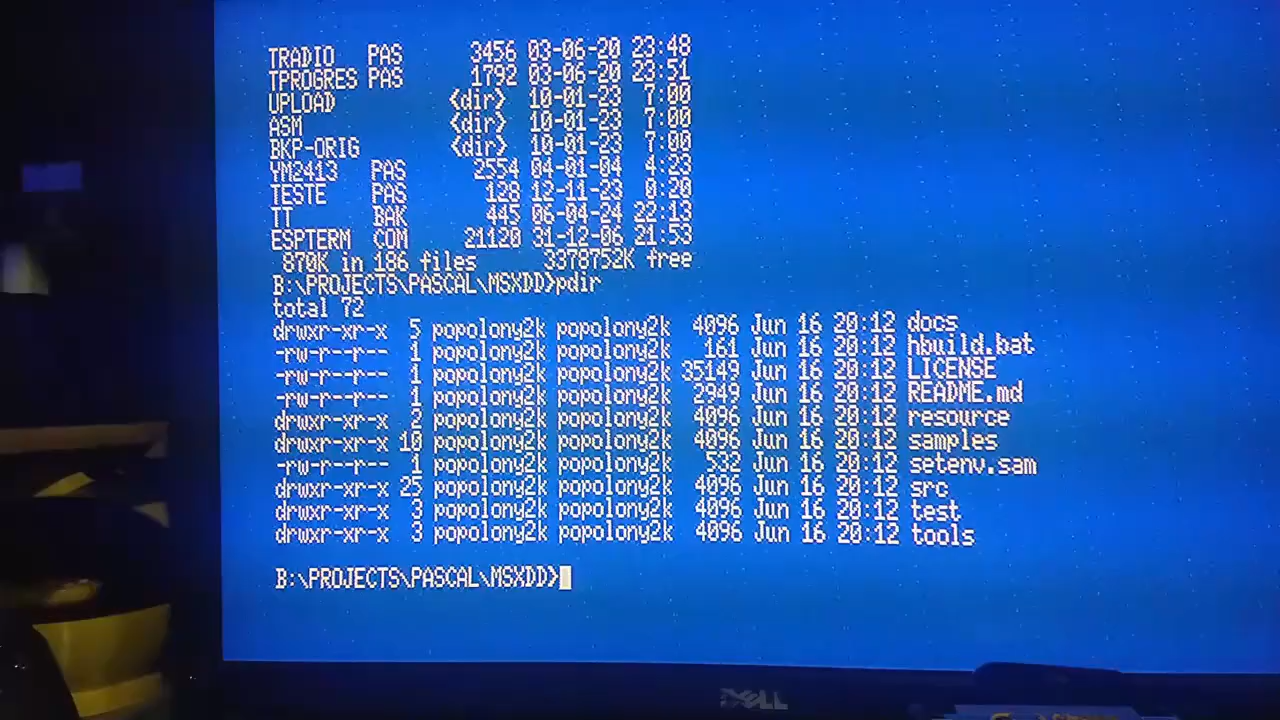 TRADIO PAS 3456 03-06-20 23:48
TPROGRES PAS 1792 03-06-20 23:51
UPLOAD <dir> 10-01-23 7:00
ASM <dir> 10-01-23 7:00
BKP-ORIG <dir> 10-01-23 7:00
YM2413 PAS 2554 04-01-04 4:23
TESTE PAS 128 12-11-23 0:20
TT BAK 445 06-04-24 22:13
ESPTERM COM 21120 31-12-06 21:53
870K in 186 files 3378752K free
B:\PROJECTS\PASCAL\MSXDD>pdir
total 72
drwxr-xr-x 5 popolony2k popolony2k 4096 Jun 16 20:12 docs
-rw-r--r-- 1 popolony2k popolony2k 161 Jun 16 20:12 hbuild.bat
-rw-r--r-- 1 popolony2k popolony2k 35149 Jun 16 20:12 LICENSE
-rw-r--r-- 1 popolony2k popolony2k 2949 Jun 16 20:12 README.md
drwxr-xr-x 2 popolony2k popolony2k 4096 Jun 16 20:12 resource
drwxr-xr-x 10 popolony2k popolony2k 4096 Jun 16 20:12 samples
-rw-r--r-- 1 popolony2k popolony2k 532 Jun 16 20:12 setenv.sam
drwxr-xr-x 25 popolony2k popolony2k 4096 Jun 16 20:12 src
drwxr-xr-x 3 popolony2k popolony2k 4096 Jun 16 20:12 test
drwxr-xr-x 3 popolony2k popolony2k 4096 Jun 16 20:12 tools
B:\PROJECTS\PASCAL\MSXDD>
DELL